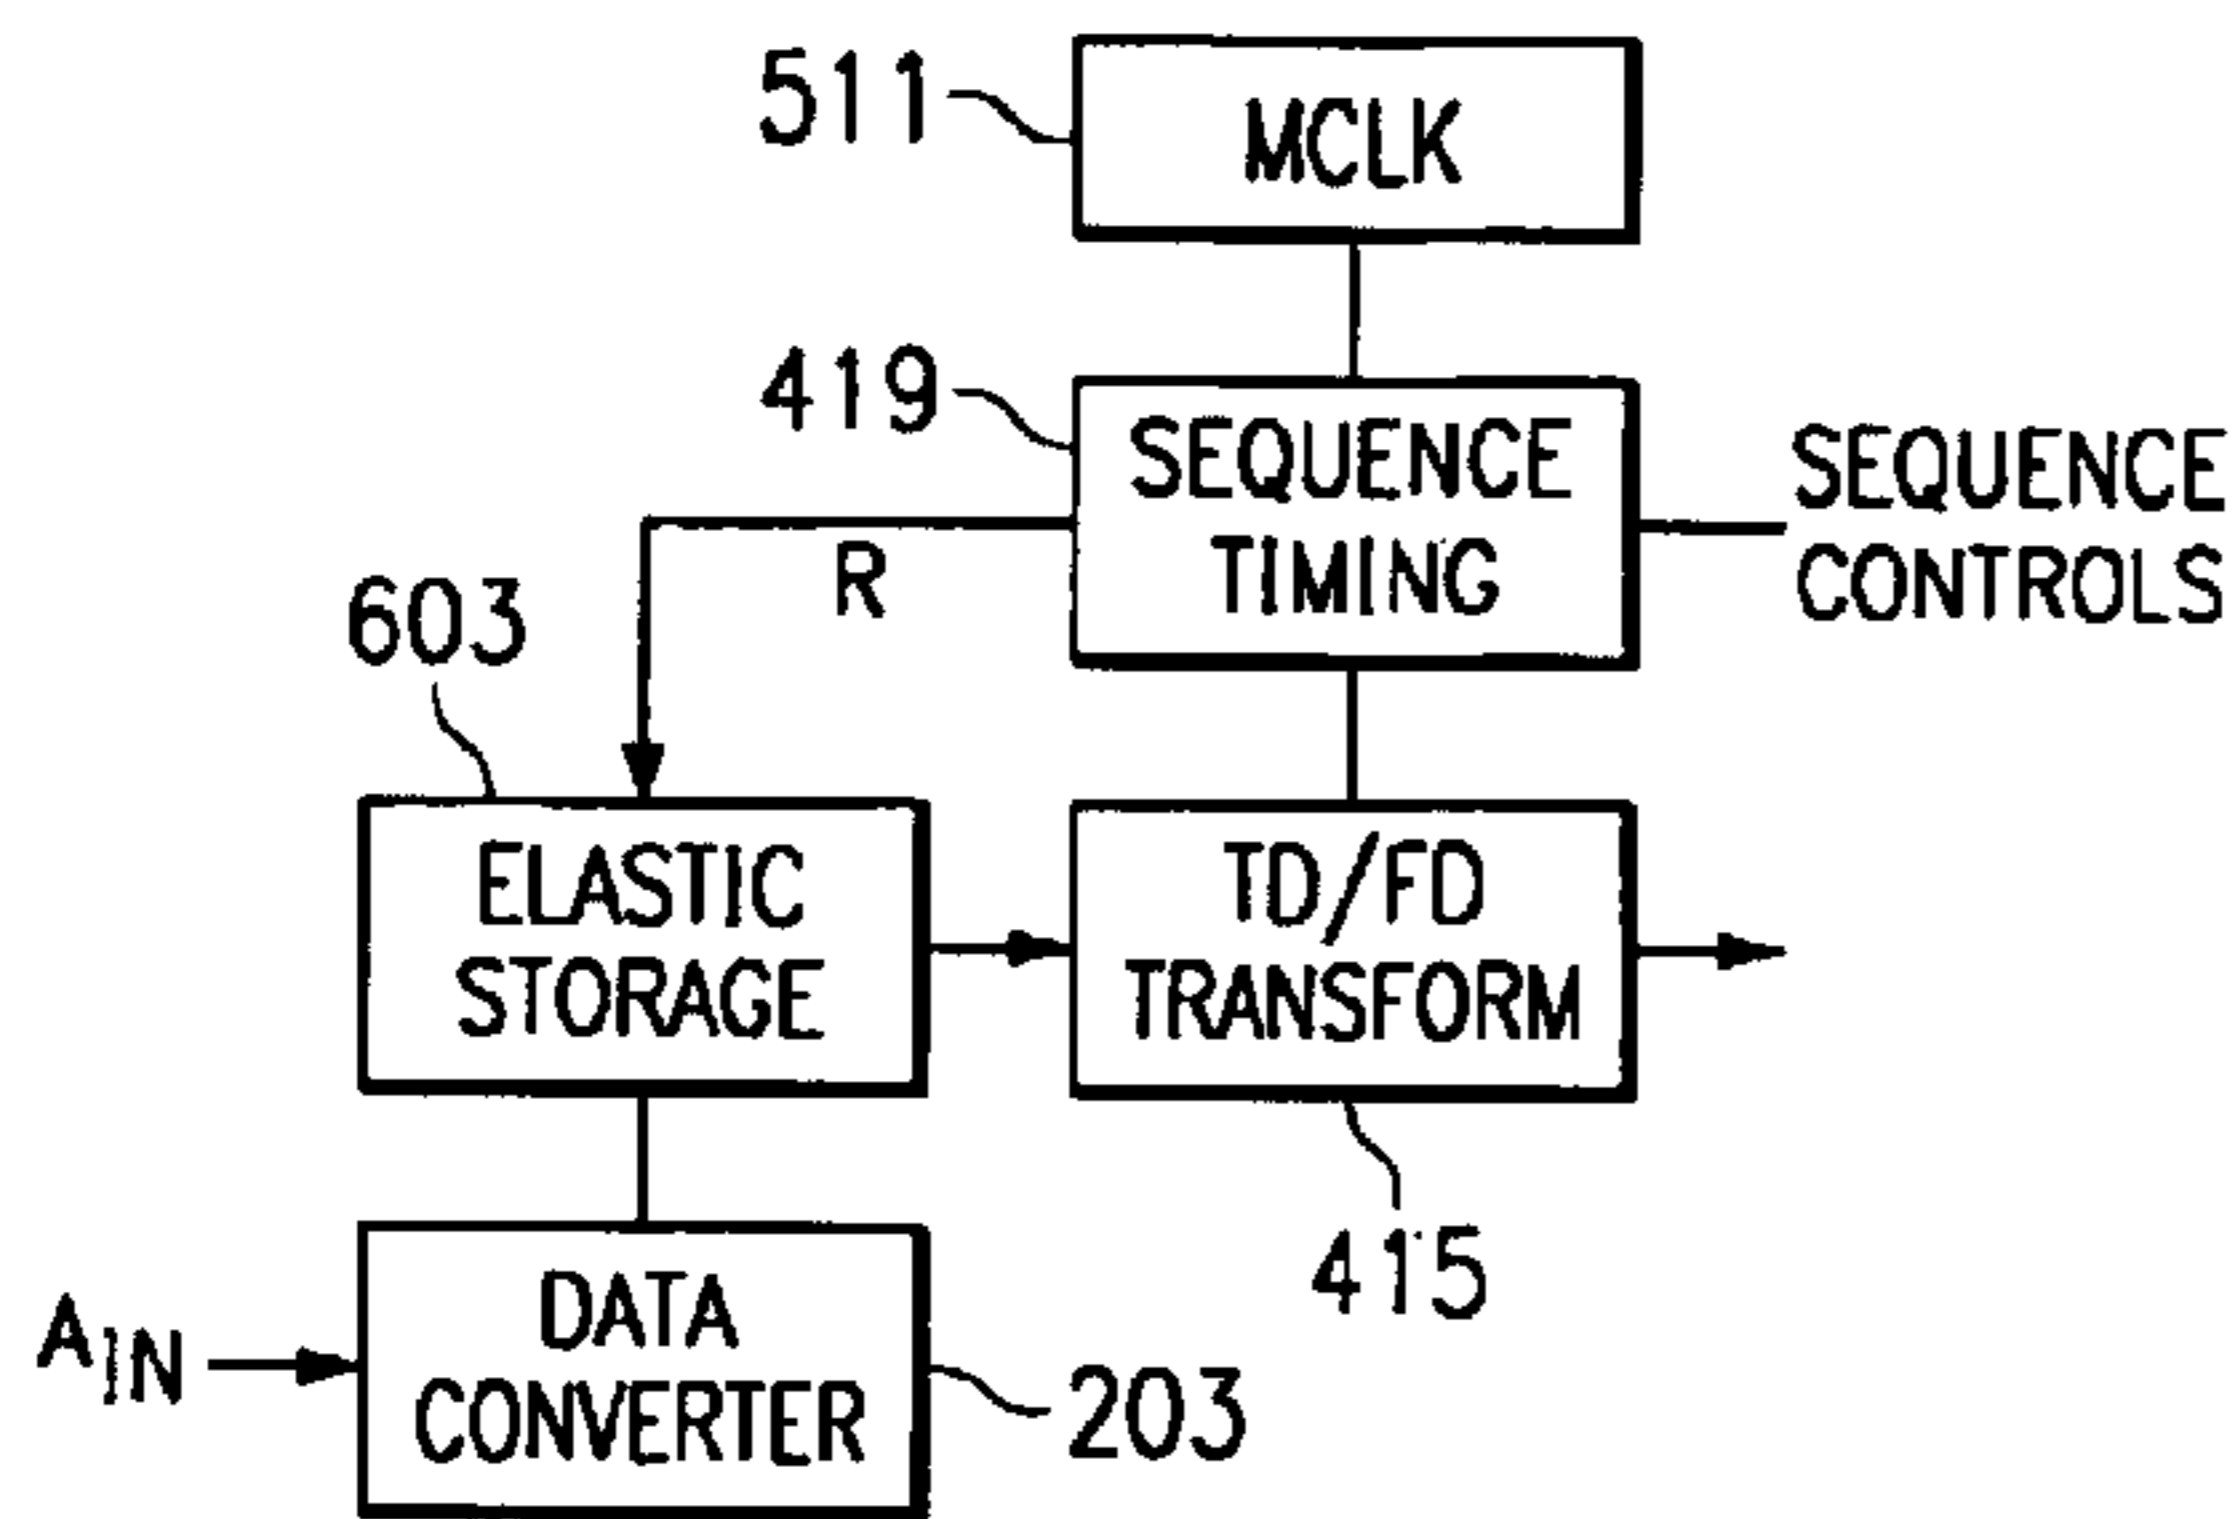 511
MCLK
419
SEQUENCE
TIMING
SEQUENCE
CONTROLS
R
603
ELASTIC
STORAGE
TD/FD
TRANSFORM
415
AIN
DATA
CONVERTER
203